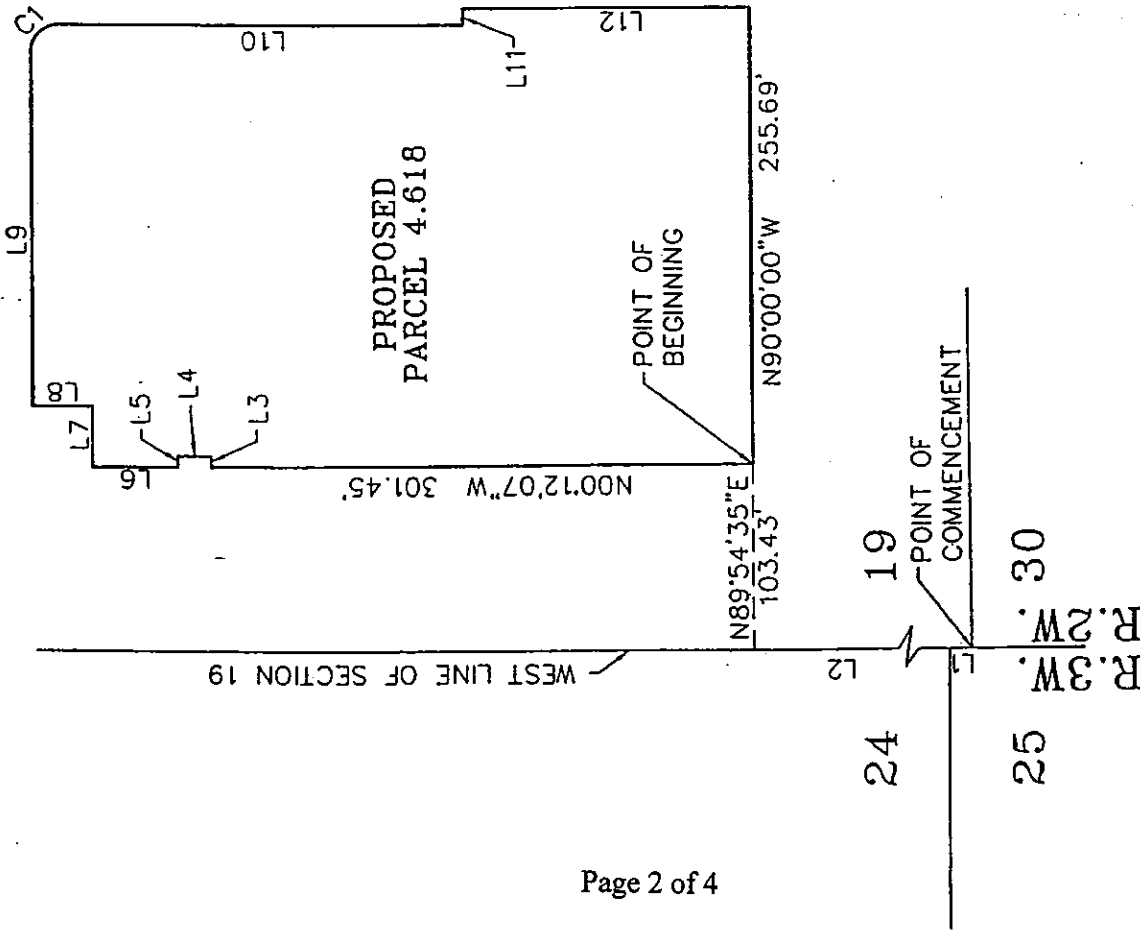 C1
L9
L10
L12
L11
PROPOSED
PARCEL 4.618
L8
L7
L5
L4
L3
L6
N00°12'07"W 301.45'
POINT OF
BEGINNING
N90°00'00"W 255.69'
N89°54'35"E
103.43'
WEST LINE OF SECTION 19
L2
19
POINT OF
COMMENCEMENT
L1
24
25
30
R.2W.
R.3W.
Page 2 of 4